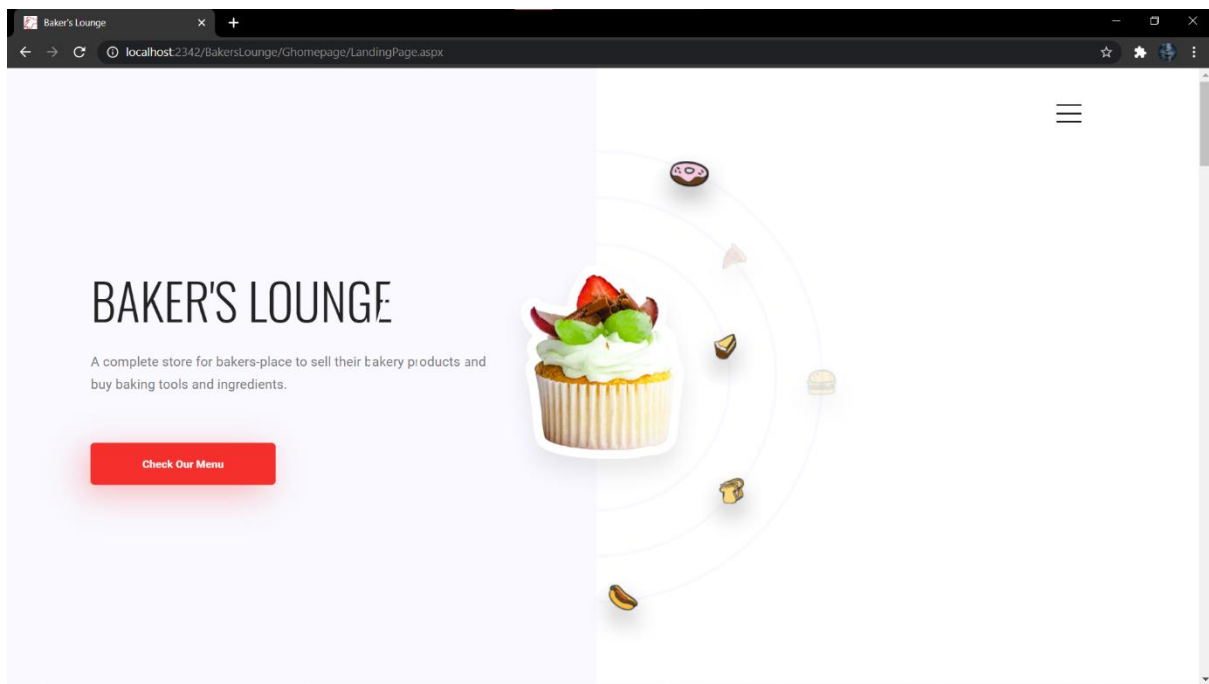 Baker's Lounge
localhost:2342/BakersLounge/Ghomepage/LandingPage.aspx
BAKER'S LOUNGE
A complete store for bakers-place to sell their bakery products and
buy baking tools and ingredients.
Check Our Menu